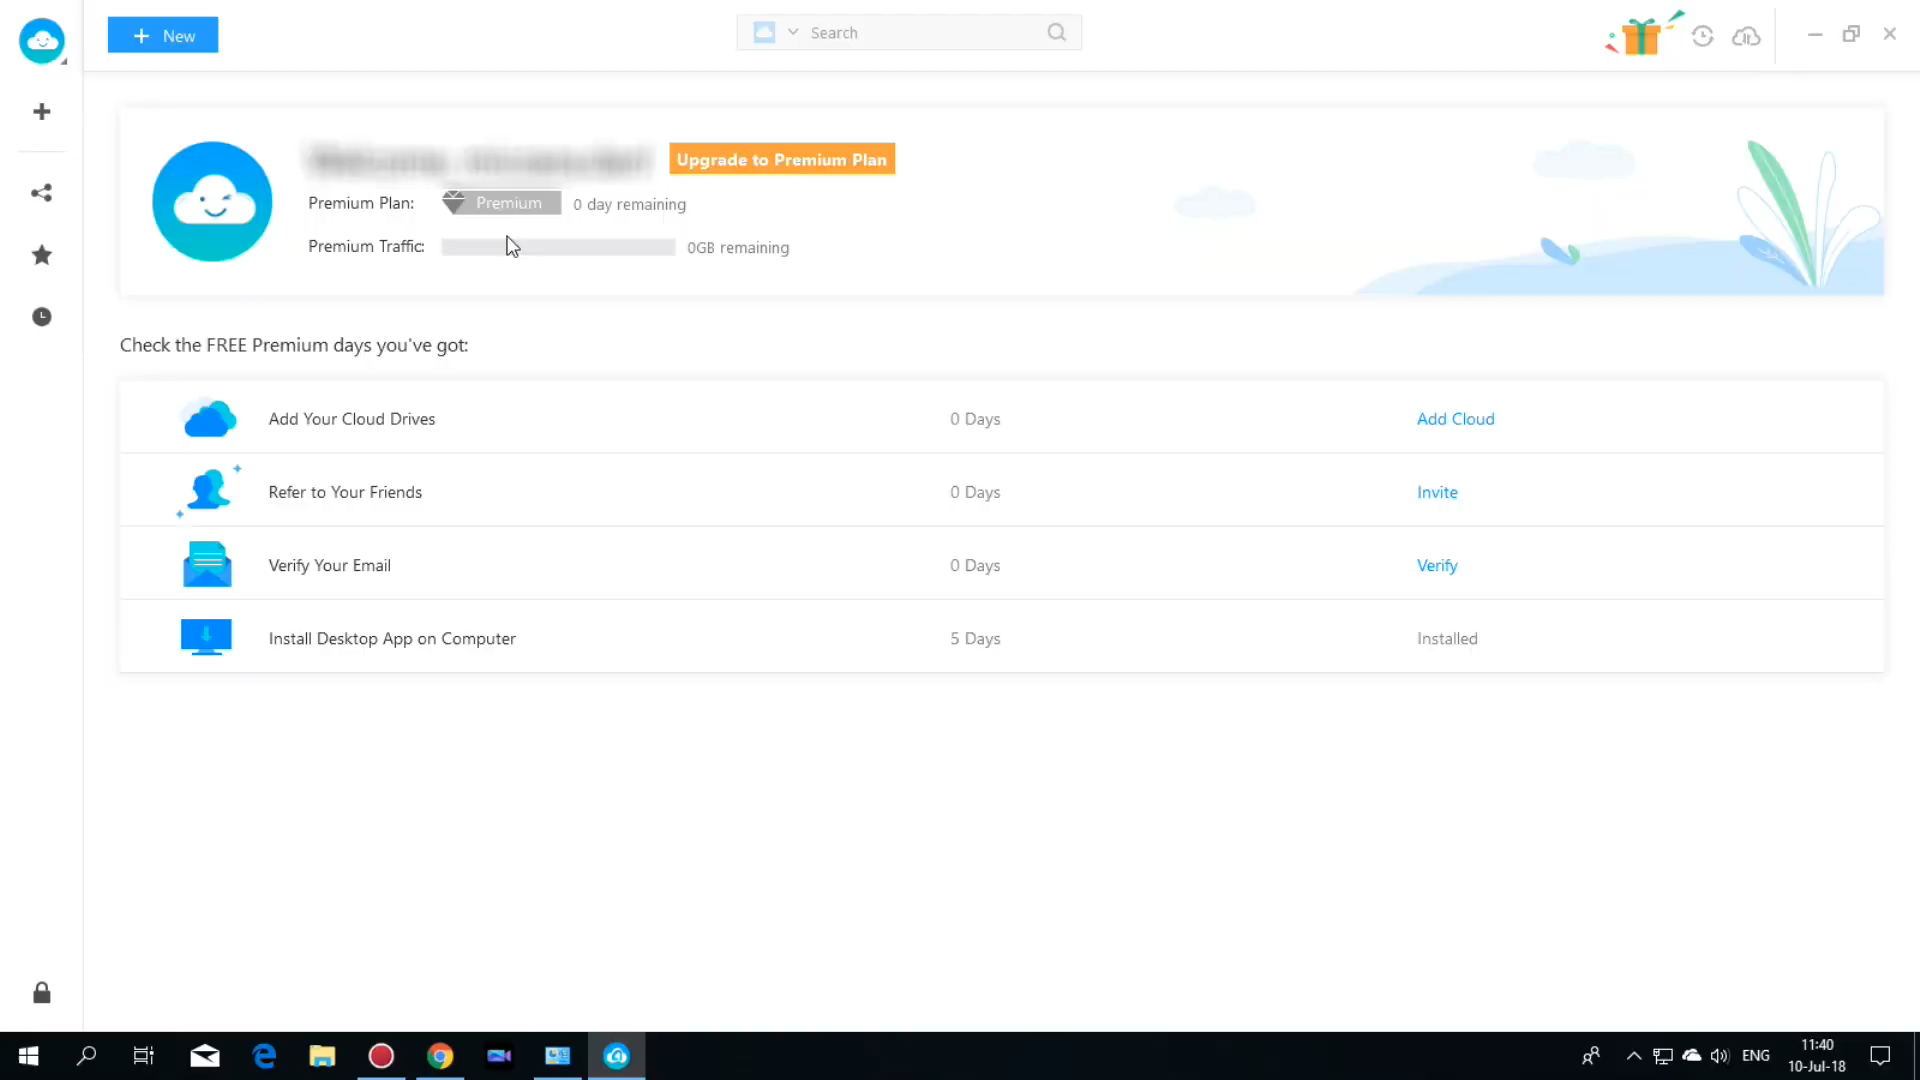 New
Search
Upgrade to Premium Plan
Premium Plan:
Premium
0 day remaining
Premium Traffic:
0GB remaining
Check the FREE Premium days you've got:
Add Your Cloud Drives
0 Days
Add Cloud
Refer to Your Friends
0 Days
Invite
Verify Your Email
0 Days
Verify
Install Desktop App on Computer
5 Days
Installed
ENG
11:40
10-Jul-18